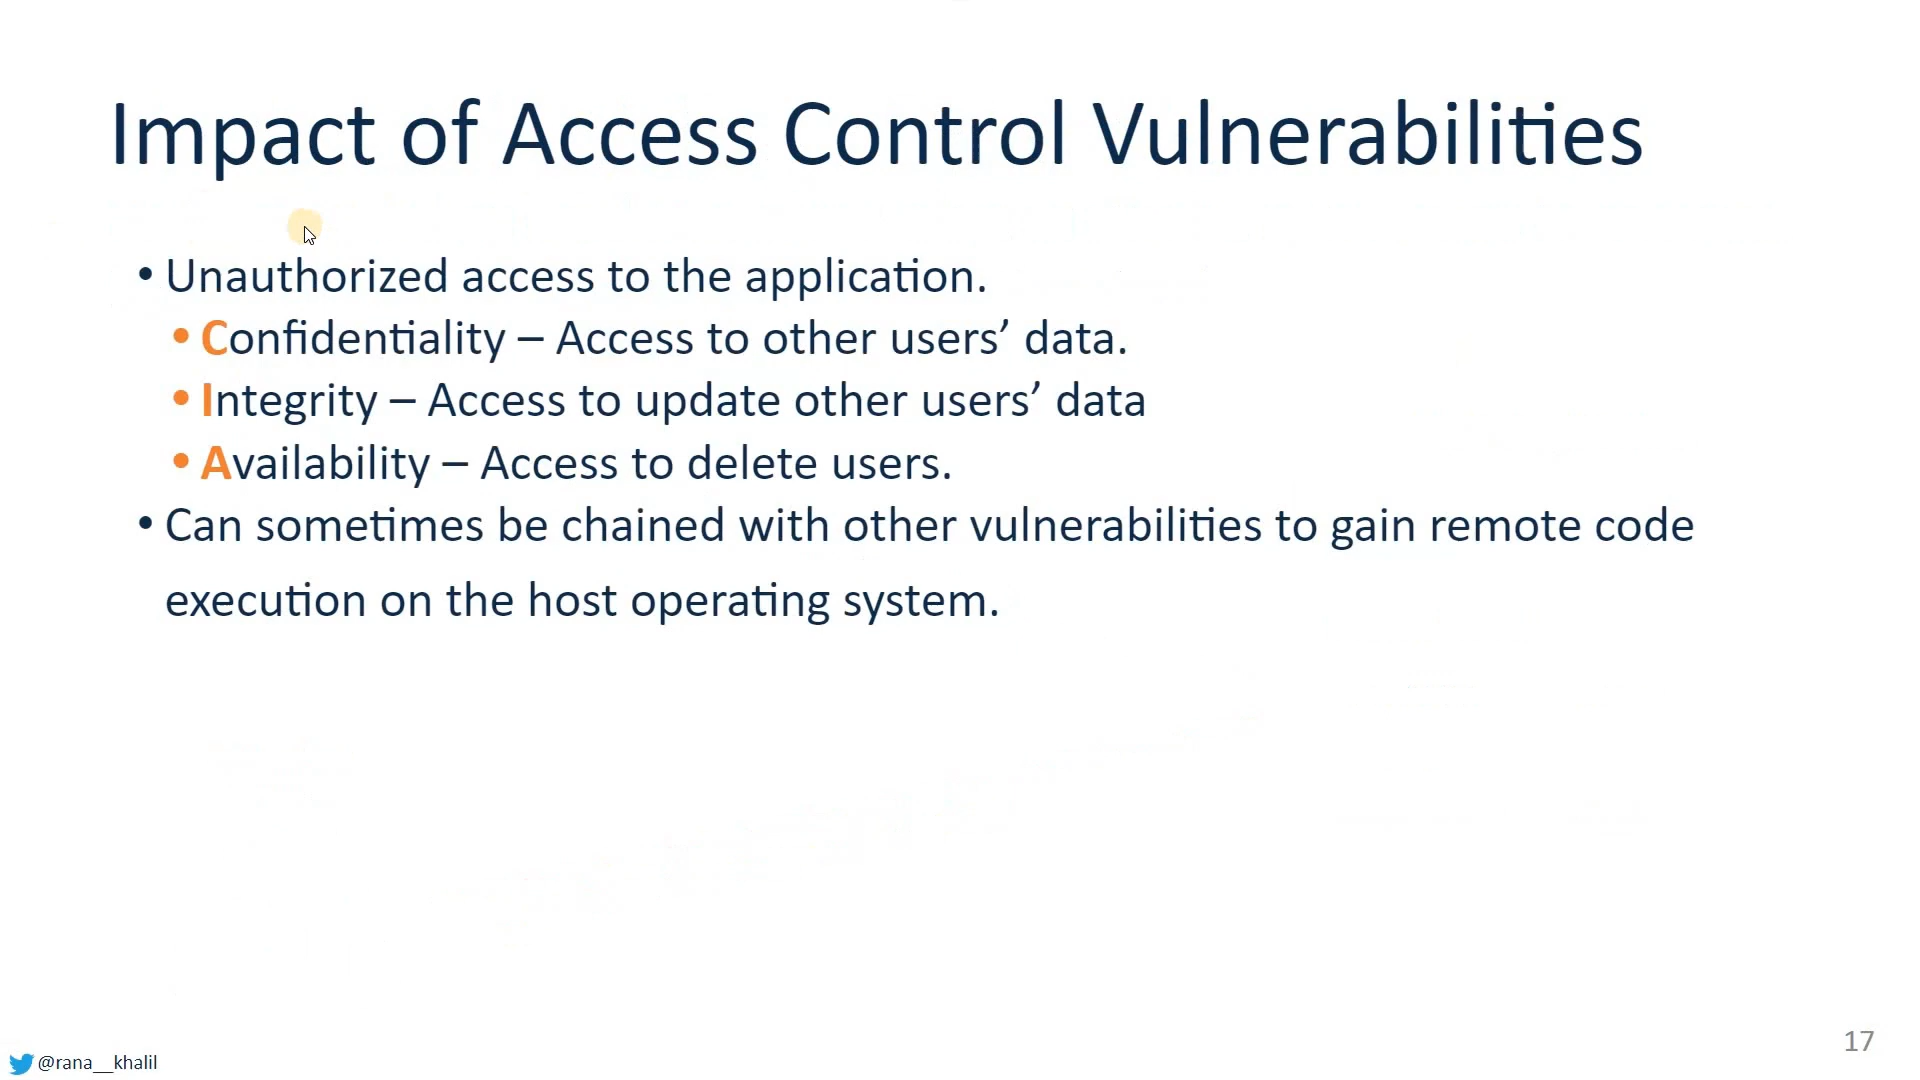 Impact of Access Control Vulnerabilities
• Unauthorized access to the application.
• Confidentiality – Access to other users’ data.
• Integrity – Access to update other users’ data
• Availability – Access to delete users.
• Can sometimes be chained with other vulnerabilities to gain remote code
execution on the host operating system.
17
@rana__khalil